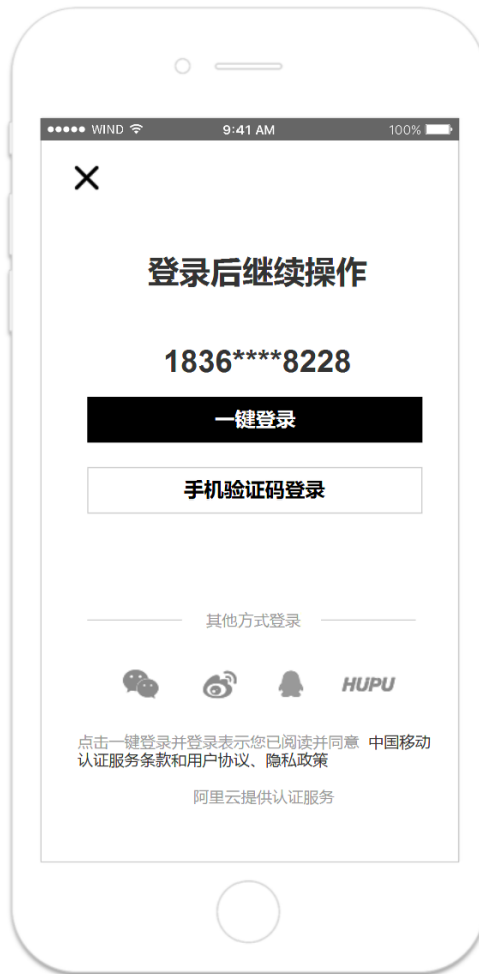 WIND 9:41 AM 100%
登录后继续操作
1836****8228
一键登录
手机验证码登录
其他方式登录
HUPU
点击一键登录并登录表示您已阅读并同意 中国移动
认证服务条款和用户协议、隐私政策
阿里云提供认证服务